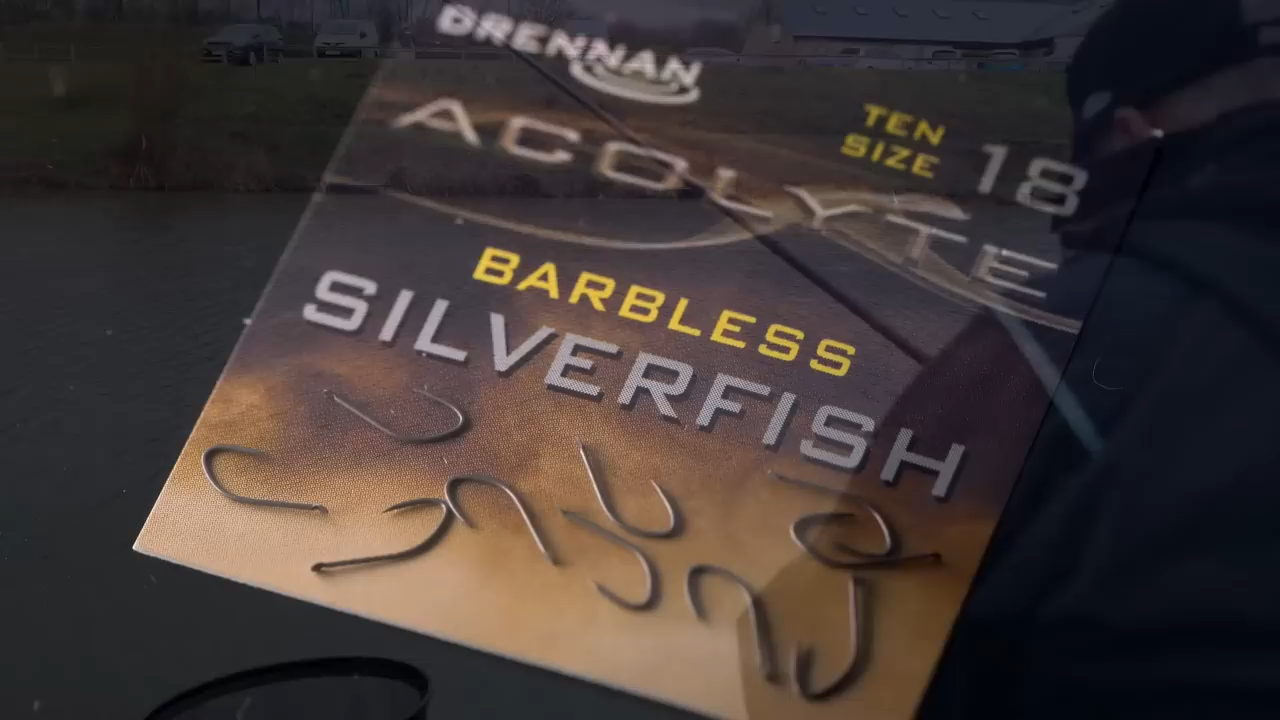 DRENNAN
ACOLYTE
TEN
SIZE 18
BARBLESS
SILVERFISH